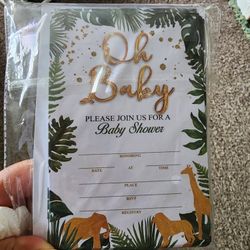 Oh
Baby
PLEASE JOIN US FOR A
Baby Shower
HONORING
DATE AT TIME
PLACE
RSVP
REGISTRY